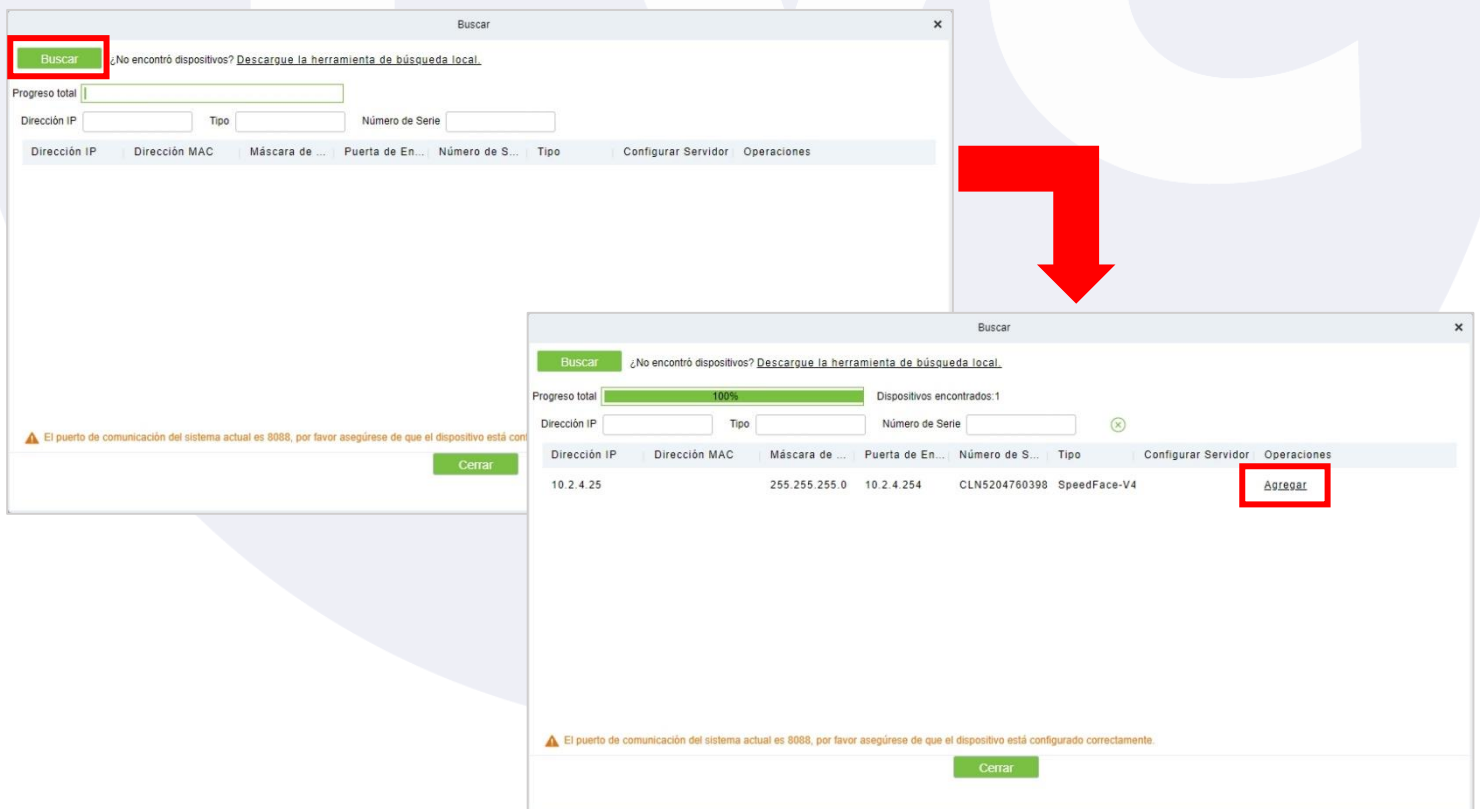 Buscar
Buscar ¿No encontró dispositivos? Descargue la herramienta de búsqueda local.
Progreso total
Dirección IP Tipo Número de Serie
Dirección IP Dirección MAC Máscara de ... Puerta de En... Número de S... Tipo Configurar Servidor Operaciones
El puerto de comunicación del sistema actual es 8088, por favor asegúrese de que el dispositivo está con
Cerrar
Buscar
Buscar ¿No encontró dispositivos? Descargue la herramienta de búsqueda local.
Progreso total 100% Dispositivos encontrados:1
Dirección IP Tipo Número de Serie
Dirección IP Dirección MAC Máscara de ... Puerta de En... Número de S... Tipo Configurar Servidor Operaciones
10.2.4.25 255.255.255.0 10.2.4.254 CLN5204760398 SpeedFace-V4 Agregar
El puerto de comunicación del sistema actual es 8088, por favor asegúrese de que el dispositivo está configurado correctamente.
Cerrar